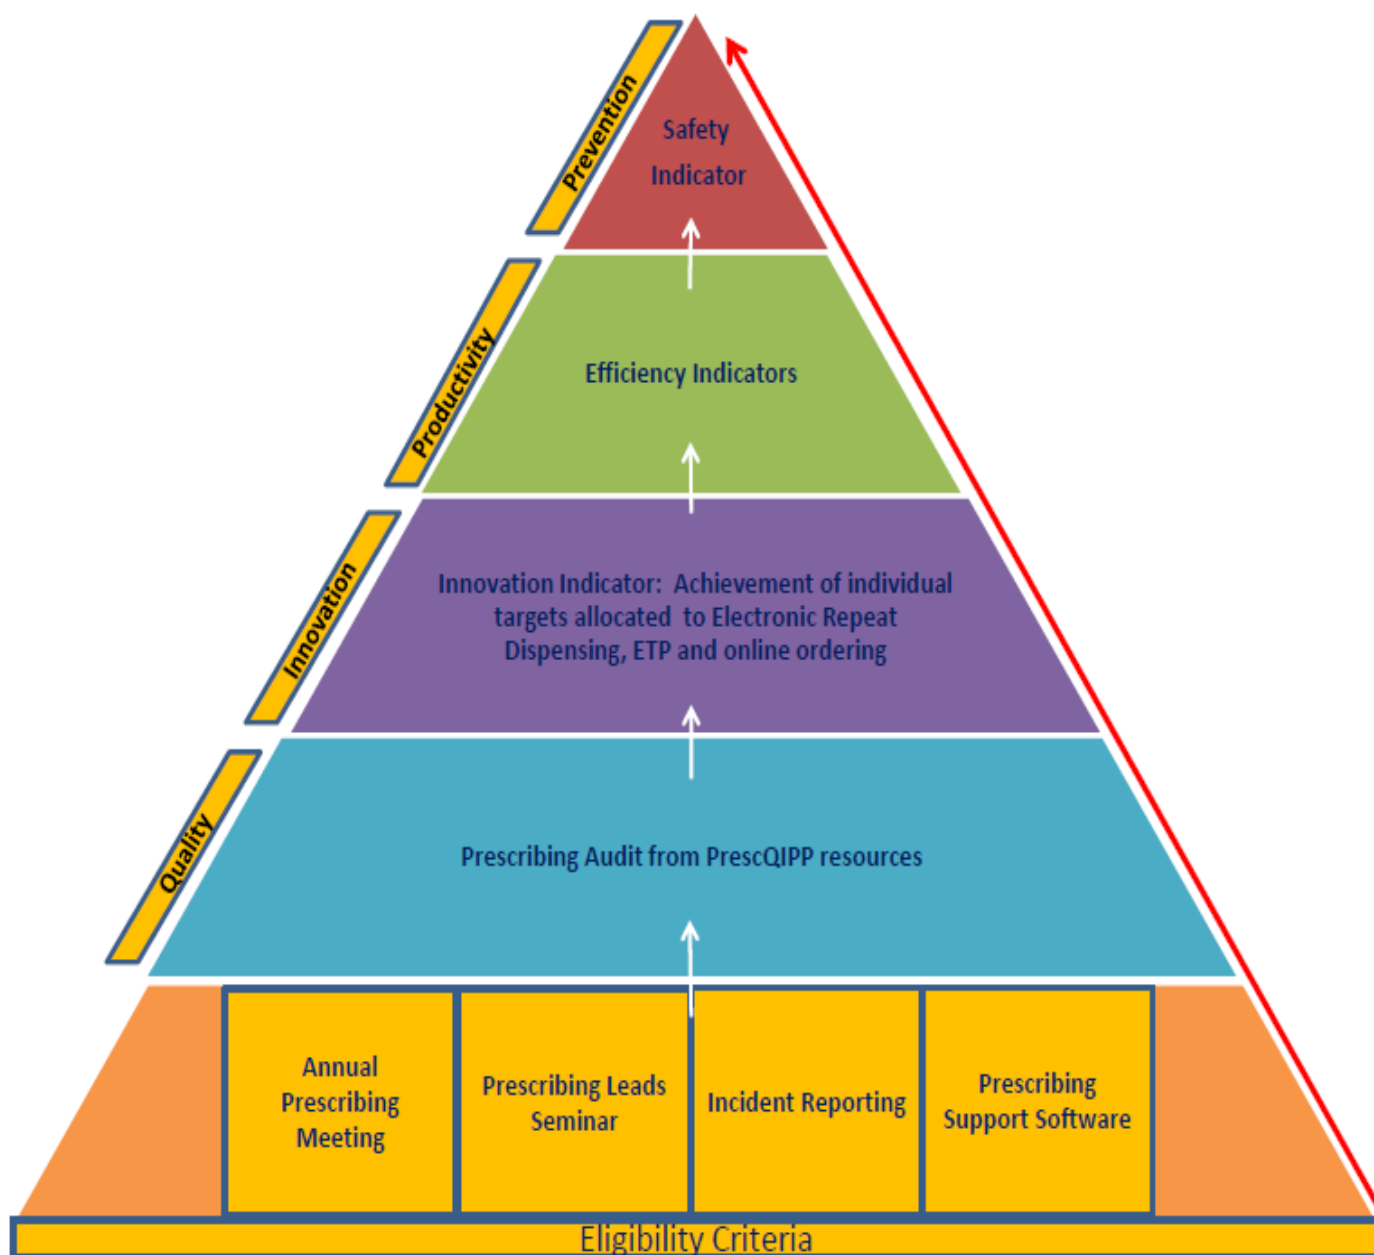 Prevention
Safety
Indicator
Productivity
Efficiency Indicators
Innovation
Innovation Indicator:  Achievement of individual
targets allocated  to Electronic Repeat
Dispensing, ETP and online ordering
Quality
Prescribing Audit from PrescQIPP resources
Annual
Prescribing
Meeting
Prescribing Leads
Seminar
Incident Reporting
Prescribing
Support Software
Eligibility Criteria